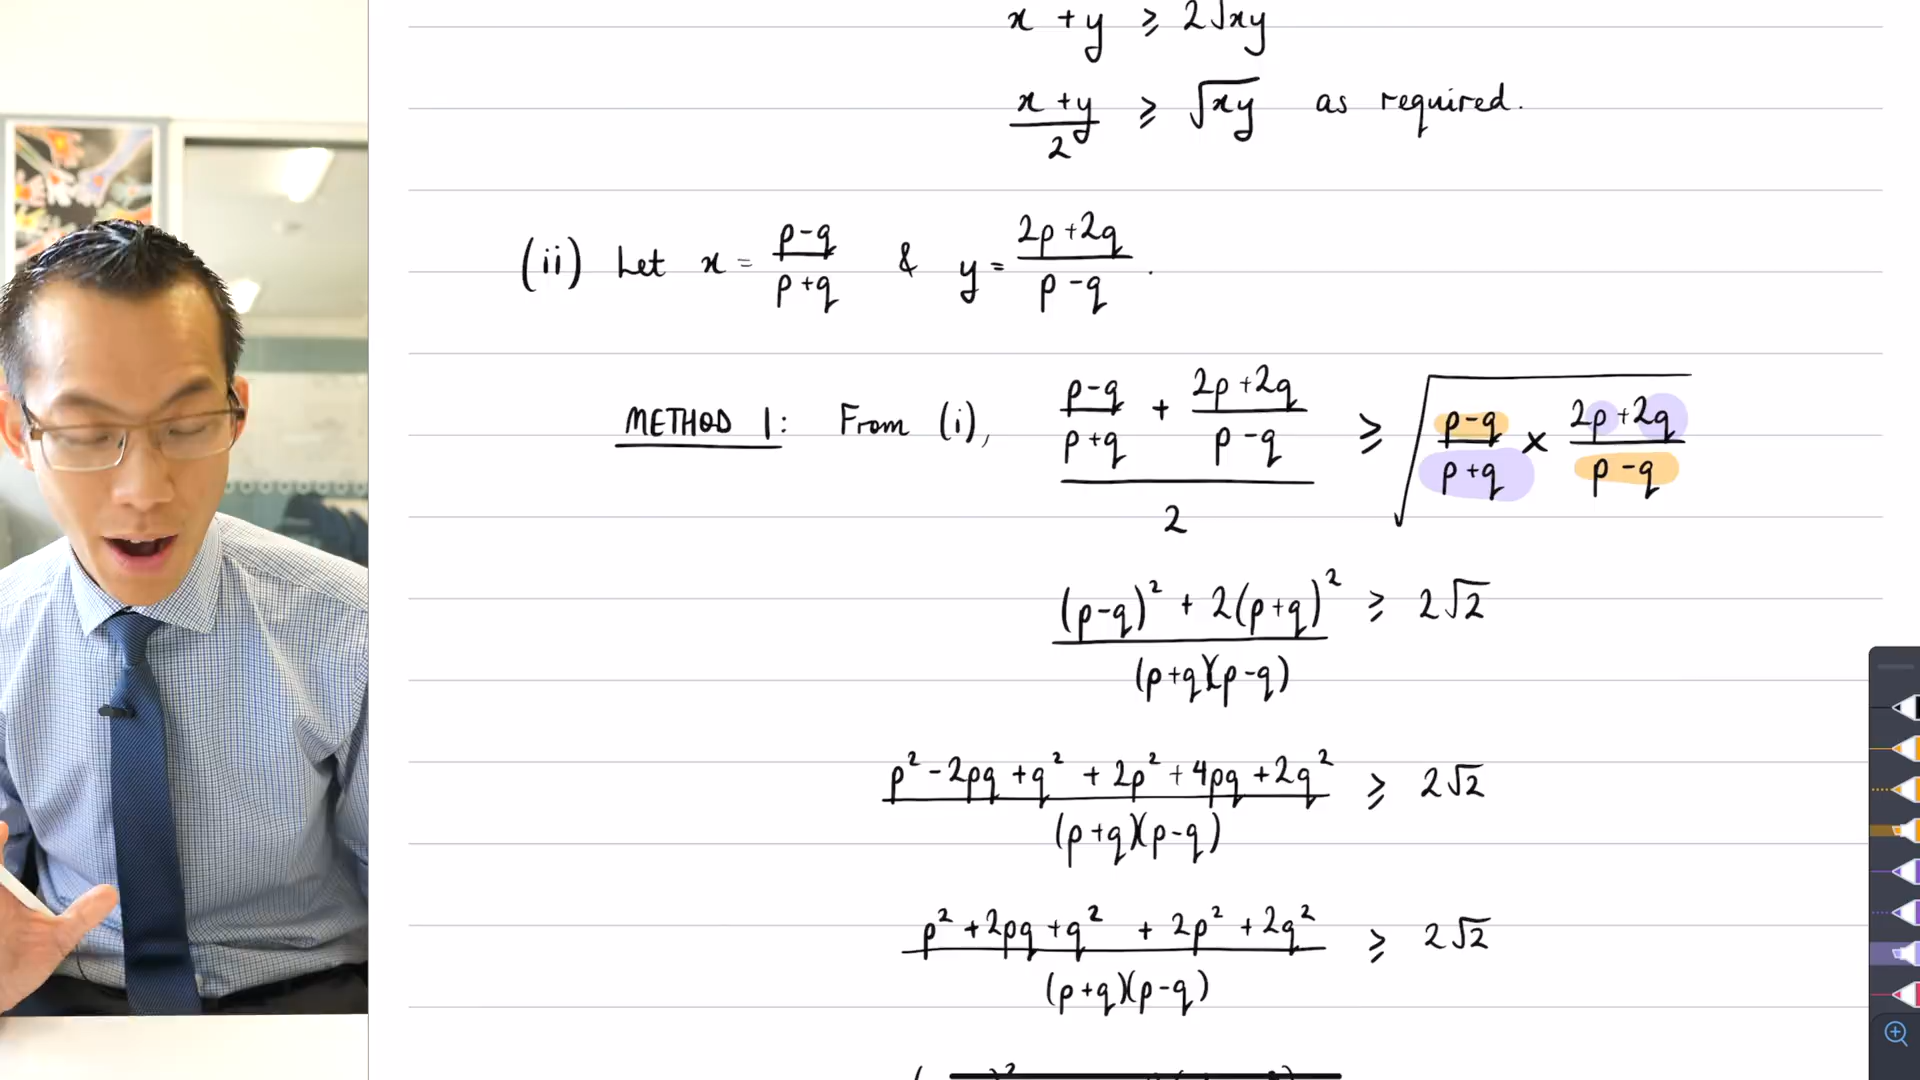 x + y ≥ 2√xy
(x + y)/2 ≥ √xy as required.
(ii) Let x = (p-q)/(p+q) & y = (2p+2q)/(p-q).
METHOD 1: From (i), ((p-q)/(p+q) + (2p+2q)/(p-q))/2 ≥ √((p-q)/(p+q) × (2p+2q)/(p-q))
((p-q)² + 2(p+q)²)/((p+q)(p-q)) ≥ 2√2
(p² - 2pq + q² + 2p² + 4pq + 2q²)/((p+q)(p-q)) ≥ 2√2
(p² + 2pq + q² + 2p² + 2q²)/((p+q)(p-q)) ≥ 2√2